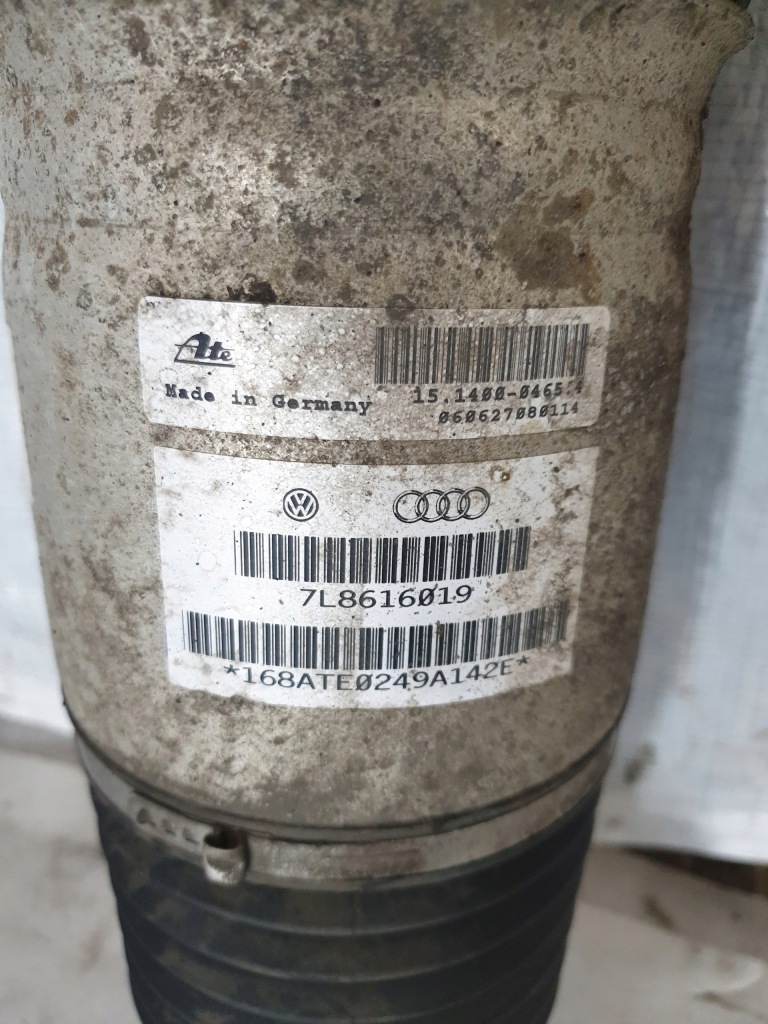 Ate
Made in Germany
15.1400-0465.4
060627080114
7L8616019
*168ATE0249A142E*